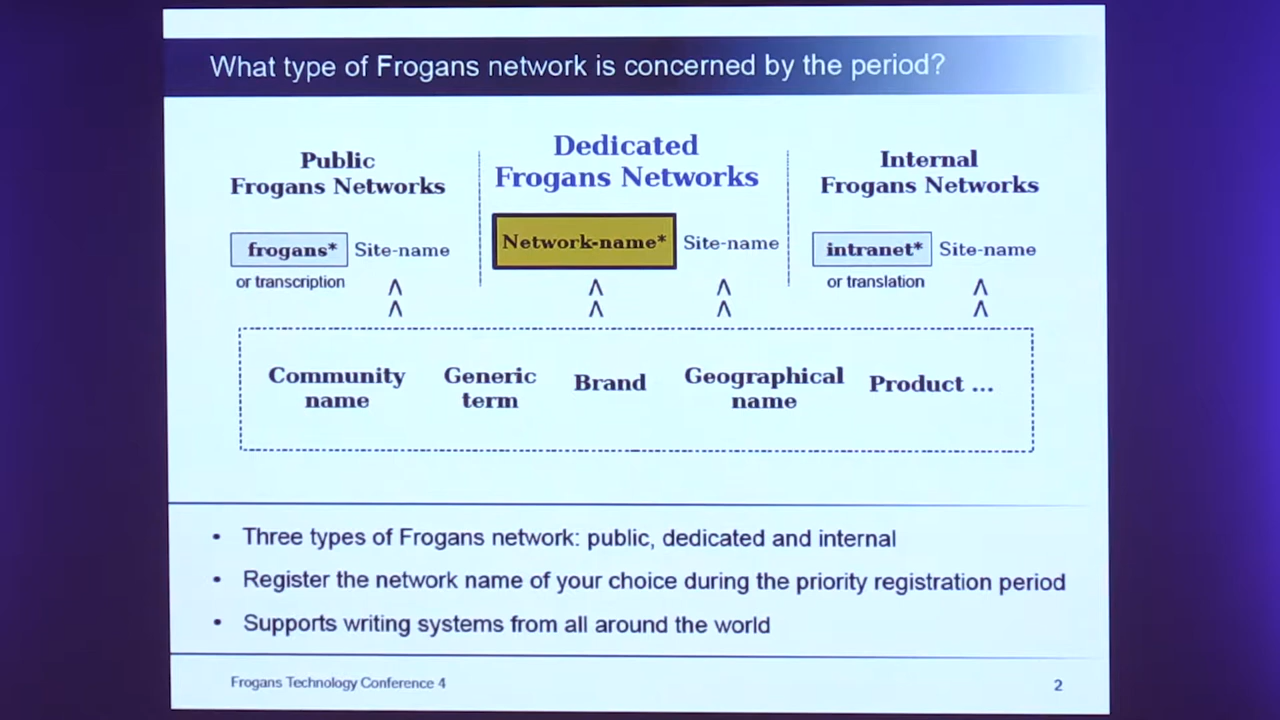 What type of Frogans network is concerned by the period?
Public
Frogans Networks
frogans* Site-name
or transcription
Dedicated
Frogans Networks
Network-name* Site-name
Internal
Frogans Networks
intranet* Site-name
or translation
Community
name
Generic
term
Brand
Geographical
name
Product ...
• Three types of Frogans network: public, dedicated and internal
• Register the network name of your choice during the priority registration period
• Supports writing systems from all around the world
Frogans Technology Conference 4
2